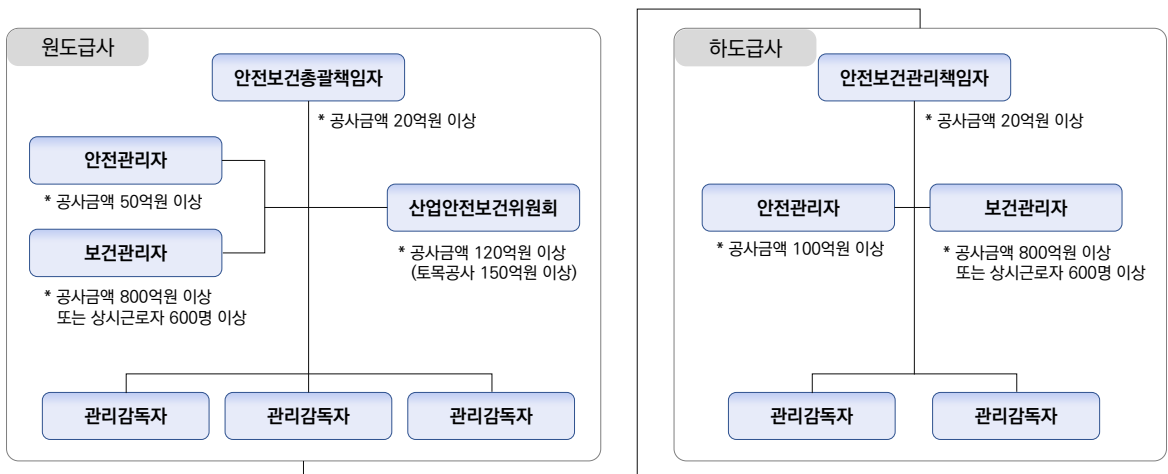 원도급사
안전보건총괄책임자
* 공사금액 20억원 이상
안전관리자
* 공사금액 50억원 이상
산업안전보건위원회
* 공사금액 120억원 이상
(토목공사 150억원 이상)
보건관리자
* 공사금액 800억원 이상
또는 상시근로자 600명 이상
관리감독자
관리감독자
관리감독자
하도급사
안전보건관리책임자
* 공사금액 20억원 이상
안전관리자
* 공사금액 100억원 이상
보건관리자
* 공사금액 800억원 이상
또는 상시근로자 600명 이상
관리감독자
관리감독자